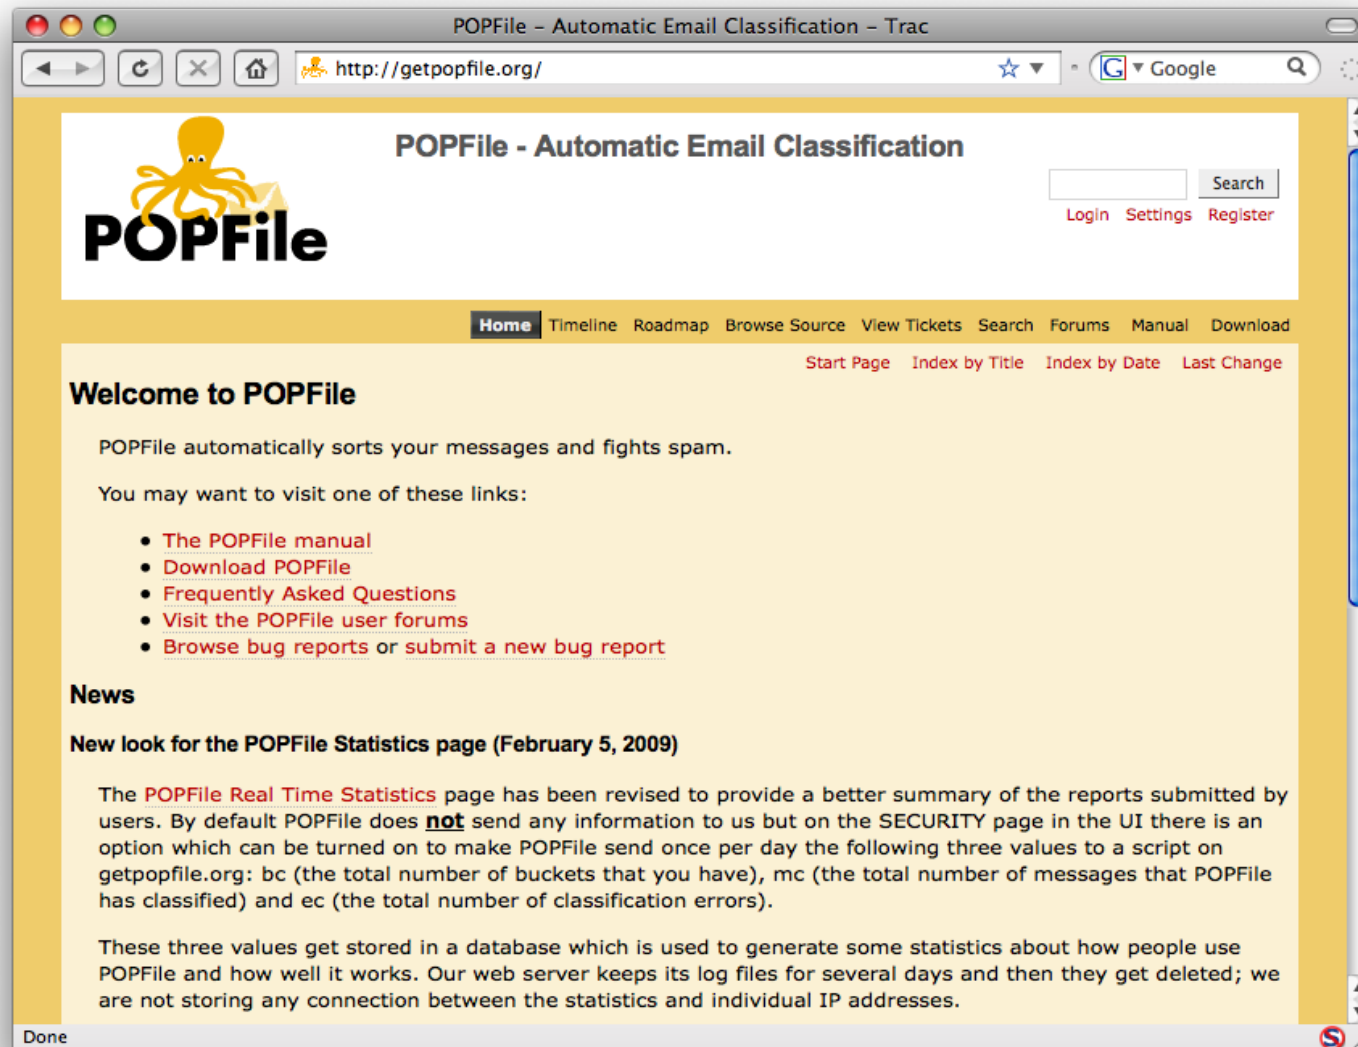 POPFile – Automatic Email Classification – Trac
http://getpopfile.org/
G Google
POPFile
POPFile - Automatic Email Classification
Search
Login Settings Register
Home Timeline Roadmap Browse Source View Tickets Search Forums Manual Download
Start Page Index by Title Index by Date Last Change
Welcome to POPFile
POPFile automatically sorts your messages and fights spam.
You may want to visit one of these links:
• The POPFile manual
• Download POPFile
• Frequently Asked Questions
• Visit the POPFile user forums
• Browse bug reports or submit a new bug report
News
New look for the POPFile Statistics page (February 5, 2009)
The POPFile Real Time Statistics page has been revised to provide a better summary of the reports submitted by
users. By default POPFile does not send any information to us but on the SECURITY page in the UI there is an
option which can be turned on to make POPFile send once per day the following three values to a script on
getpopfile.org: bc (the total number of buckets that you have), mc (the total number of messages that POPFile
has classified) and ec (the total number of classification errors).
These three values get stored in a database which is used to generate some statistics about how people use
POPFile and how well it works. Our web server keeps its log files for several days and then they get deleted; we
are not storing any connection between the statistics and individual IP addresses.
Done
S